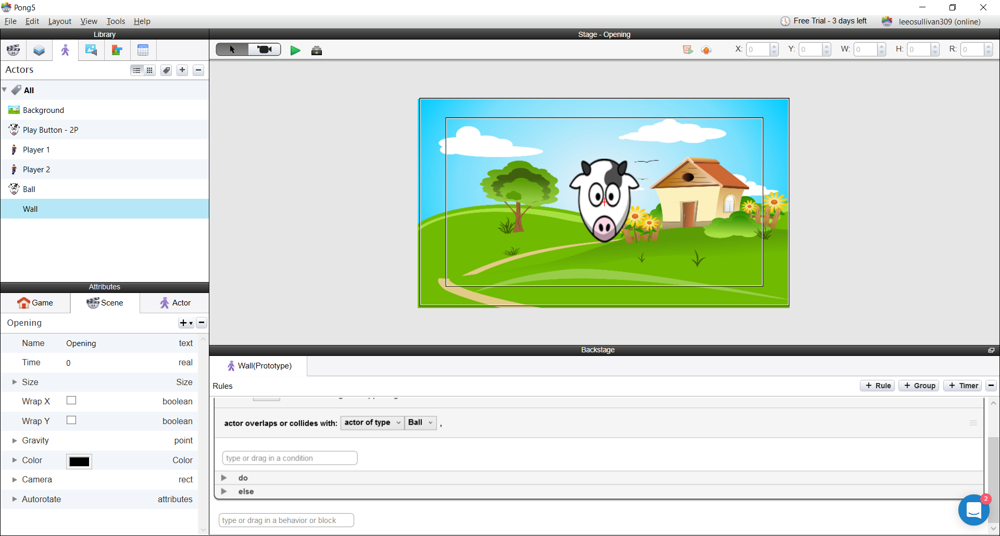 Pong5
File Edit Layout View Tools Help
Free Trial - 3 days left
leeosullivan309 (online)
Library
Stage - Opening
X: 0 Y: 0 W: 0 H: 0 R: 0
Actors
All
Background
Play Button - 2P
Player 1
Player 2
Ball
Wall
Attributes
Game Scene Actor
Opening
Name Opening text
Time 0 real
Size Size
Wrap X boolean
Wrap Y boolean
Gravity point
Color Color
Camera rect
Autorotate attributes
Backstage
Wall(Prototype)
Rules
+ Rule + Group + Timer
actor overlaps or collides with: actor of type Ball ,
type or drag in a condition
do
else
type or drag in a behavior or block
2